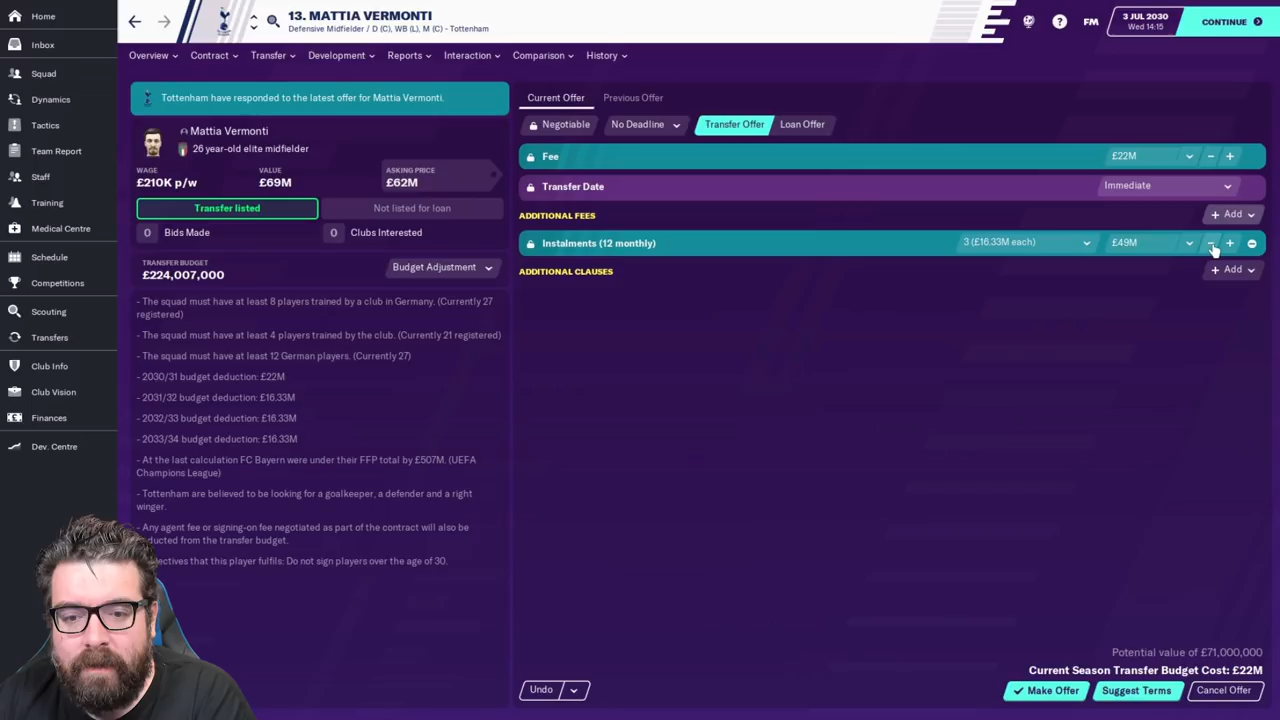 13. MATTIA VERMONTI
Defensive Midfielder / D (C), WB (L), M (C) - Tottenham
FM
3 JUL 2030
Wed 14:15
CONTINUE
Home
Inbox
Squad
Dynamics
Tactics
Team Report
Staff
Training
Medical Centre
Schedule
Competitions
Scouting
Transfers
Club Info
Club Vision
Finances
Dev. Centre
Overview
Contract
Transfer
Development
Reports
Interaction
Comparison
History
Tottenham have responded to the latest offer for Mattia Vermonti.
Mattia Vermonti
26 year-old elite midfielder
WAGE
£210K p/w
VALUE
£69M
ASKING PRICE
£62M
Transfer listed
Not listed for loan
0 Bids Made
0 Clubs Interested
TRANSFER BUDGET
£224,007,000
Budget Adjustment
- The squad must have at least 8 players trained by a club in Germany. (Currently 27
registered)
- The squad must have at least 4 players trained by the club. (Currently 21 registered)
- The squad must have at least 12 German players. (Currently 27)
- 2030/31 budget deduction: £22M
- 2031/32 budget deduction: £16.33M
- 2032/33 budget deduction: £16.33M
- 2033/34 budget deduction: £16.33M
- At the last calculation FC Bayern were under their FFP total by £507M. (UEFA
Champions League)
- Tottenham are believed to be looking for a goalkeeper, a defender and a right
winger.
- Any agent fee or signing-on fee negotiated as part of the contract will also be
ducted from the transfer budget.
ectives that this player fulfils: Do not sign players over the age of 30.
Current Offer
Previous Offer
Negotiable
No Deadline
Transfer Offer
Loan Offer
Fee
£22M
Transfer Date
Immediate
ADDITIONAL FEES
+ Add
Instalments (12 monthly)
3 (£16.33M each)
£49M
ADDITIONAL CLAUSES
+ Add
Potential value of £71,000,000
Current Season Transfer Budget Cost: £22M
Undo
Make Offer
Suggest Terms
Cancel Offer